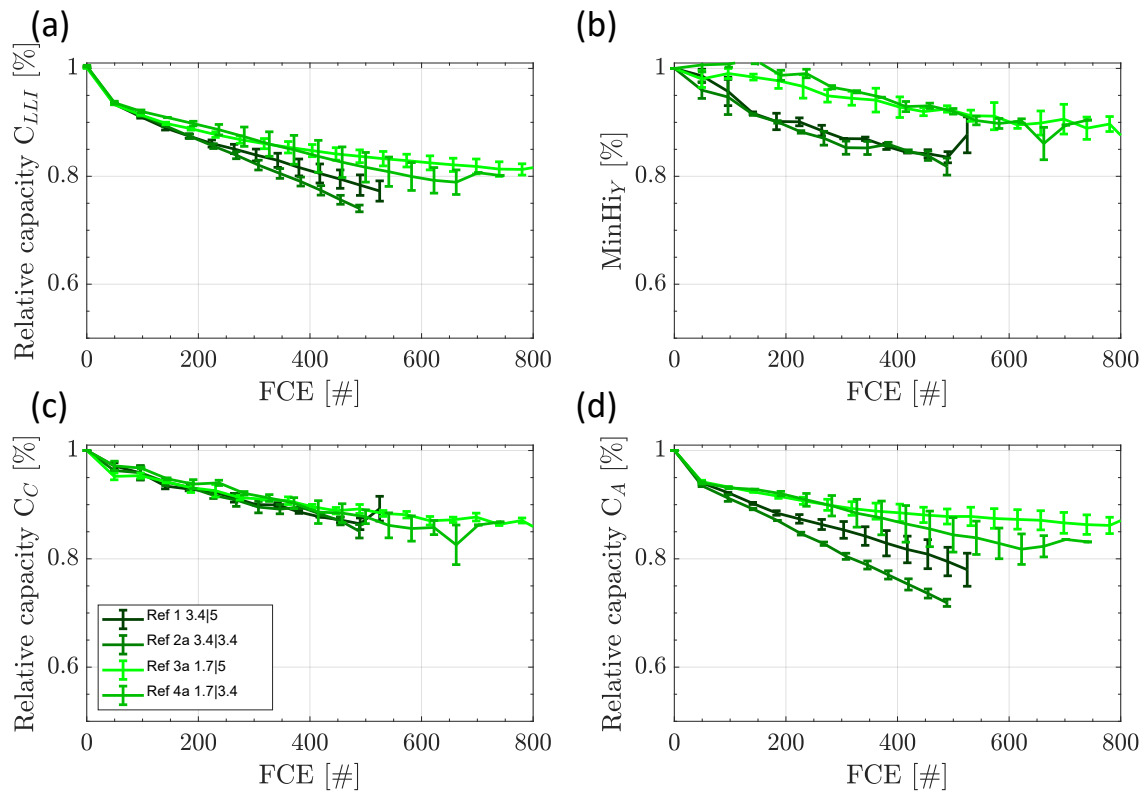 (a)
Relative capacity C_{LLI} [%]
1
0.8
0.6
0 200 400 600 800
FCE [#]
(b)
MinHi_Y [%]
1
0.8
0.6
0 200 400 600 800
FCE [#]
(c)
Relative capacity C_C [%]
1
0.8
0.6
Ref 1 3.4|5
Ref 2a 3.4|3.4
Ref 3a 1.7|5
Ref 4a 1.7|3.4
0 200 400 600 800
FCE [#]
(d)
Relative capacity C_A [%]
1
0.8
0.6
0 200 400 600 800
FCE [#]